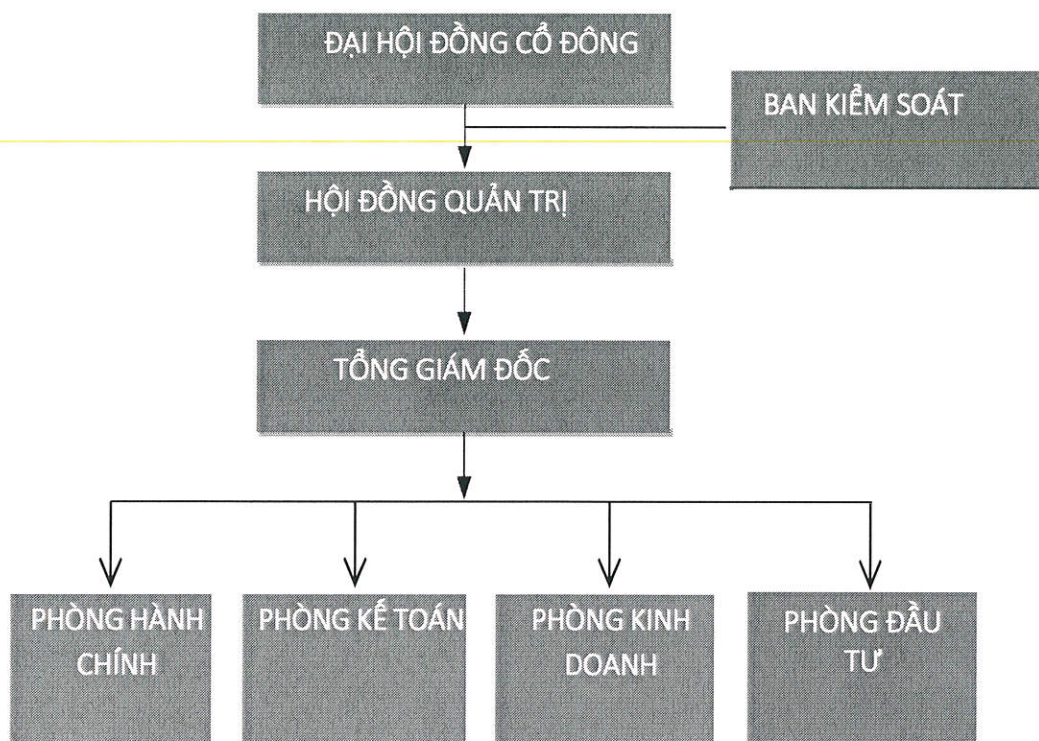 ĐẠI HỘI ĐỒNG CỔ ĐÔNG
BAN KIỂM SOÁT
HỘI ĐỒNG QUẢN TRỊ
TỔNG GIÁM ĐỐC
PHÒNG HÀNH
CHÍNH
PHÒNG KẾ TOÁN
PHÒNG KINH
DOANH
PHÒNG ĐẦU
TƯ